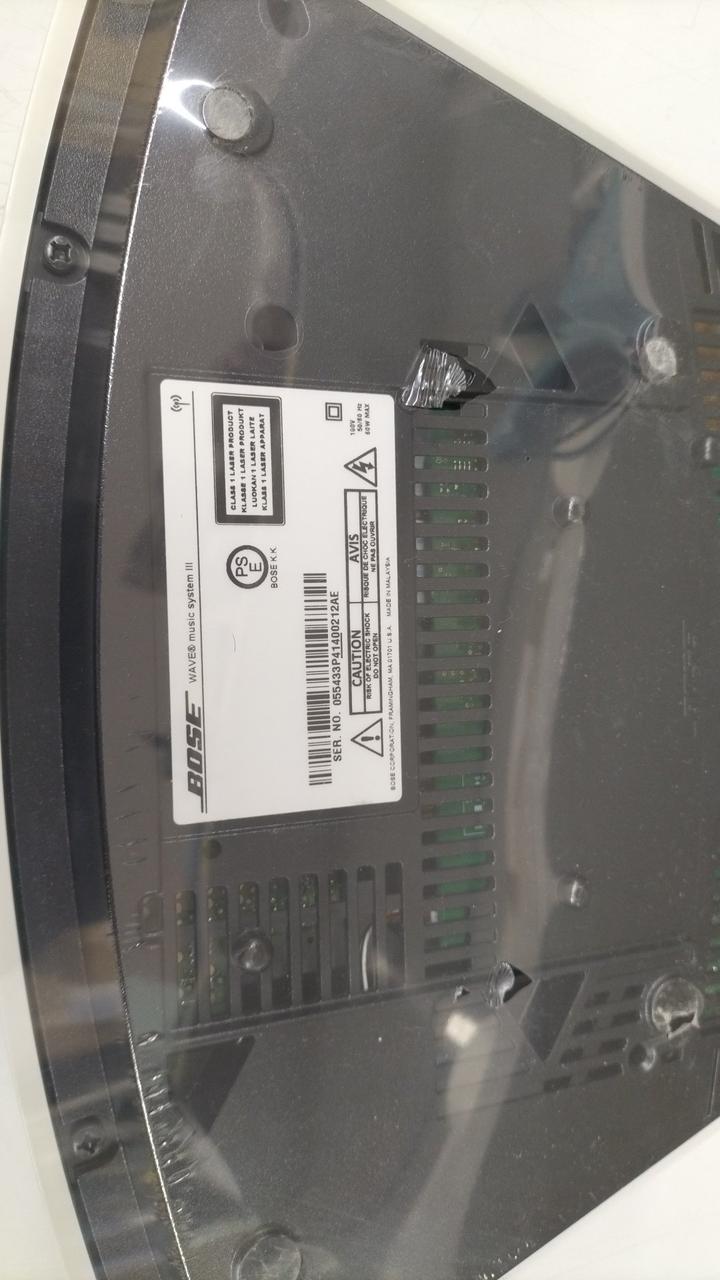 BOSE WAVE® music system III
CLASS 1 LASER PRODUCT
KLASSE 1 LASER PRODUKT
LUOKAN 1 LASER LAITE
KLASS 1 LASER APPARAT
PS
E
BOSE K.K.
SER. NO. 055433P41400212AE
CAUTION
RISK OF ELECTRIC SHOCK
DO NOT OPEN
AVIS
RISQUE DE CHOC ELECTRIQUE
NE PAS OUVRIR
100V
50/60 Hz
60W MAX
BOSE CORPORATION, FRAMINGHAM, MA 01701 U.S.A. MADE IN MALAYSIA